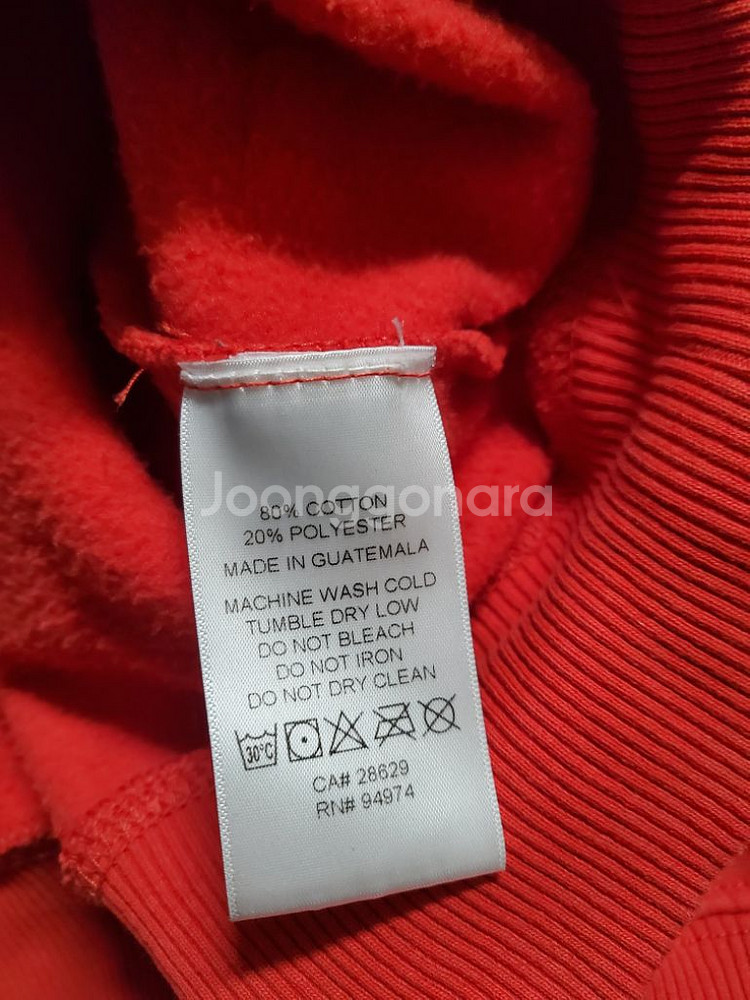 Joonggonara
80% COTTON
20% POLYESTER
MADE IN GUATEMALA
MACHINE WASH COLD
TUMBLE DRY LOW
DO NOT BLEACH
DO NOT IRON
DO NOT DRY CLEAN
30°C
CA# 28629
RN# 94974